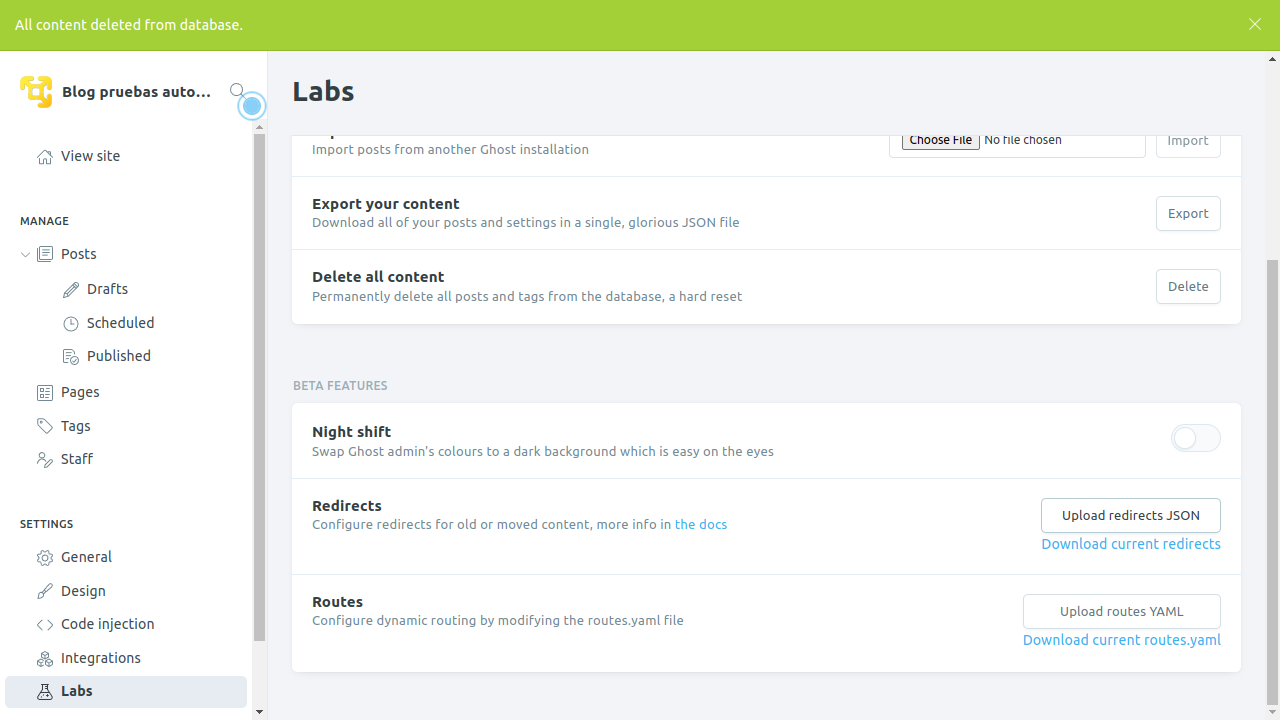 All content deleted from database.
Blog pruebas auto...
View site
MANAGE
Posts
Drafts
Scheduled
Published
Pages
Tags
Staff
SETTINGS
General
Design
Code injection
Integrations
Labs
Labs
Import posts from another Ghost installation
Choose File No file chosen
Import
Export your content
Download all of your posts and settings in a single, glorious JSON file
Export
Delete all content
Permanently delete all posts and tags from the database, a hard reset
Delete
BETA FEATURES
Night shift
Swap Ghost admin's colours to a dark background which is easy on the eyes
Redirects
Configure redirects for old or moved content, more info in the docs
Upload redirects JSON
Download current redirects
Routes
Configure dynamic routing by modifying the routes.yaml file
Upload routes YAML
Download current routes.yaml